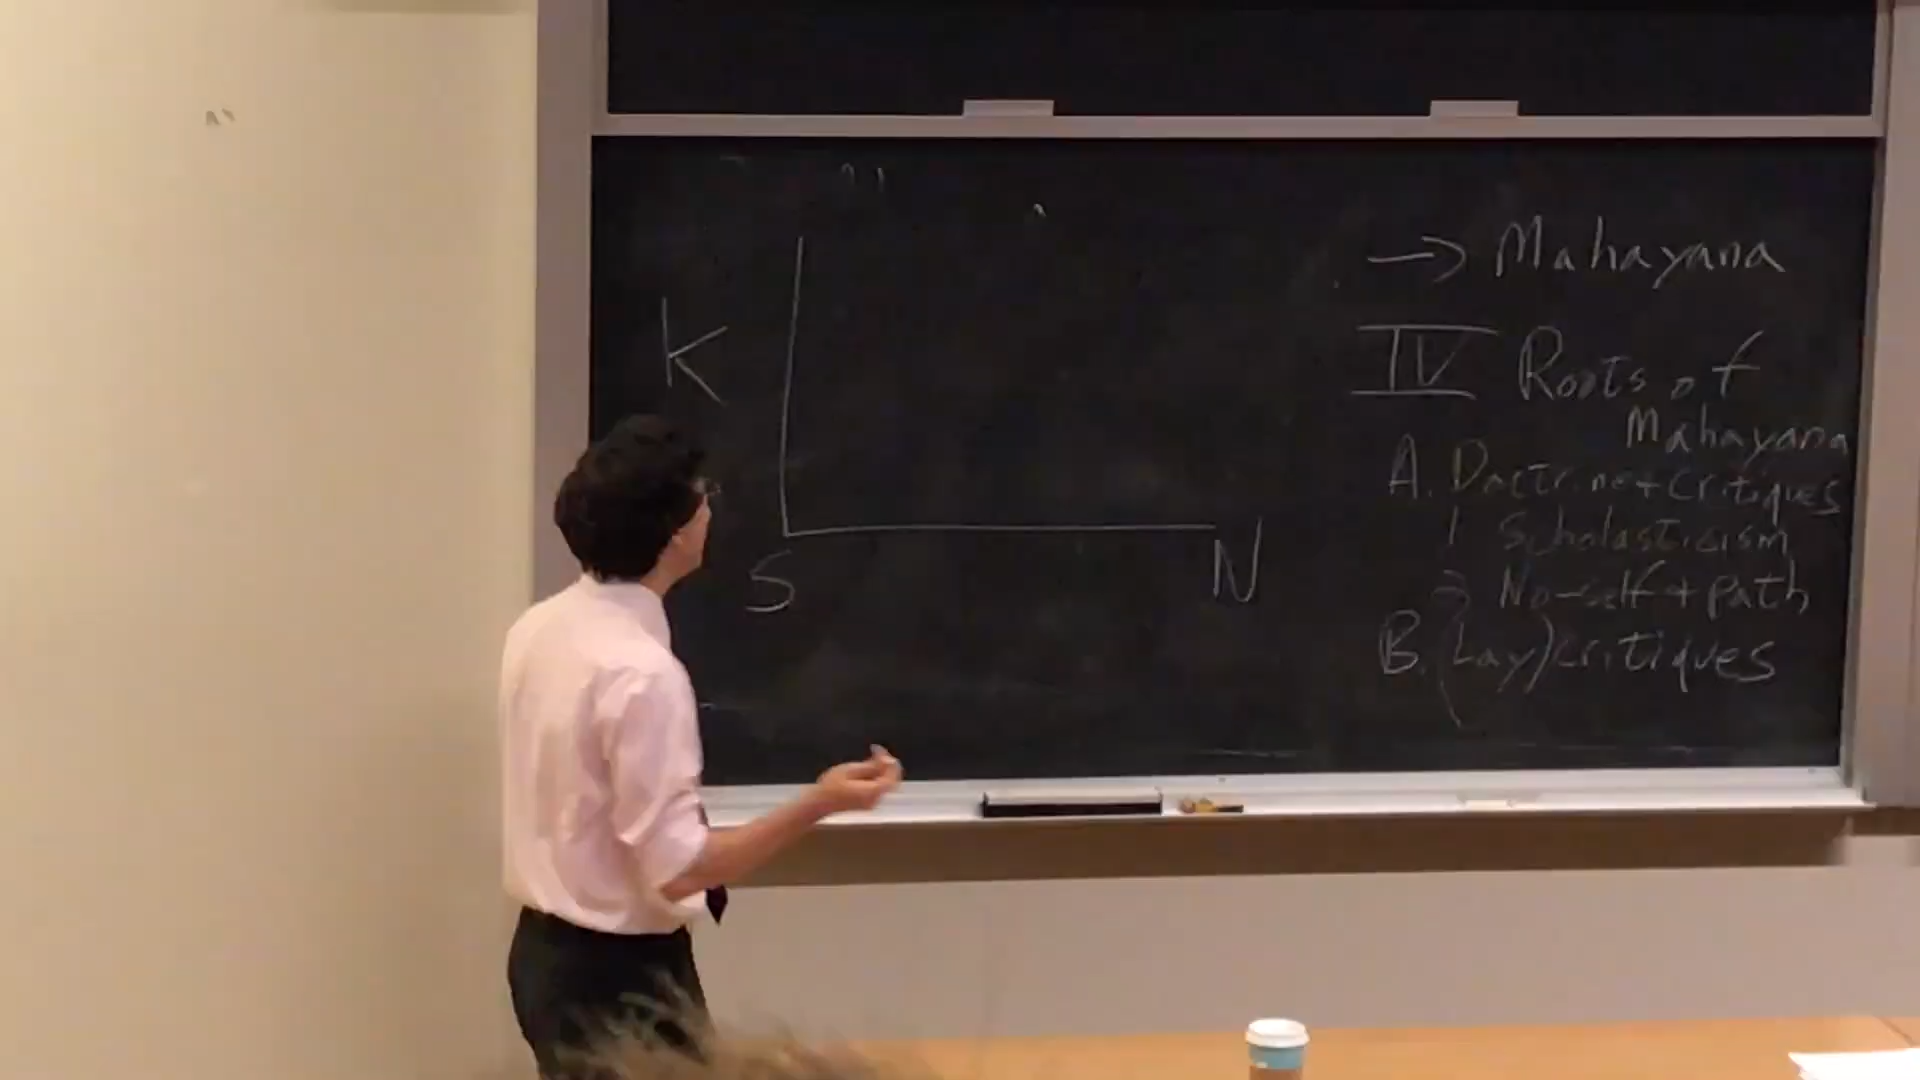 K
S
N
→ Mahayana
IV Roots of
Mahayana
A. Doctrine + critiques
1 Scholasticism
2 No-self + path
B. (Lay) critiques